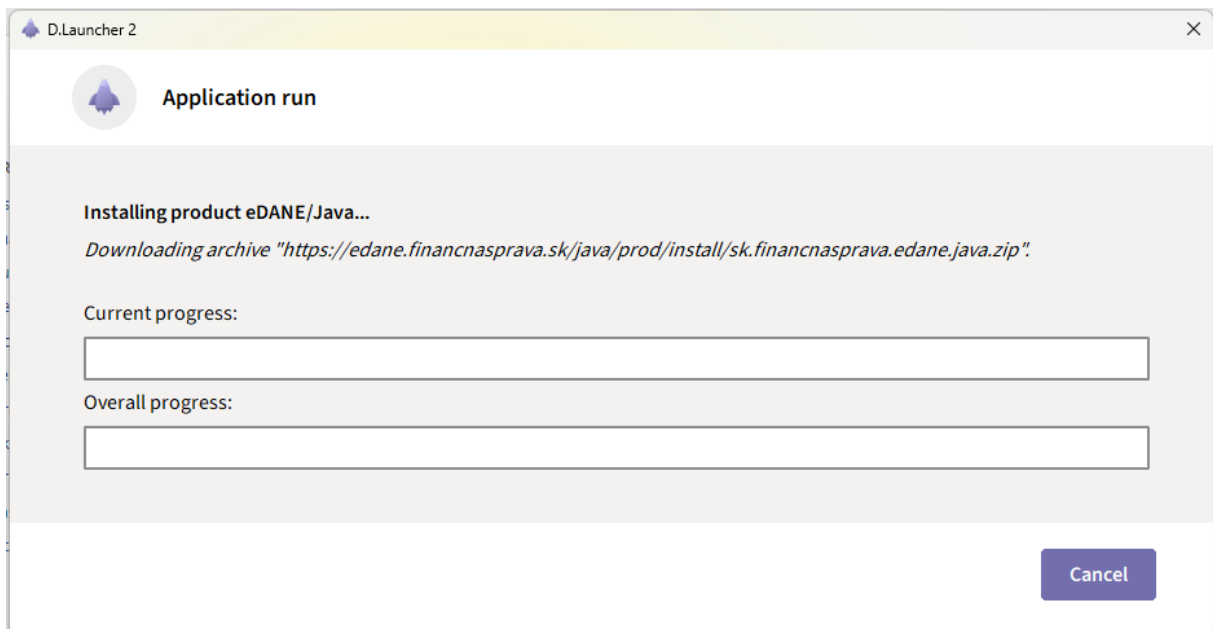 D.Launcher 2
Application run
Installing product eDANE/Java...
Downloading archive "https://edane.financnasprava.sk/java/prod/install/sk.financnasprava.edane.java.zip".
Current progress:
Overall progress:
Cancel